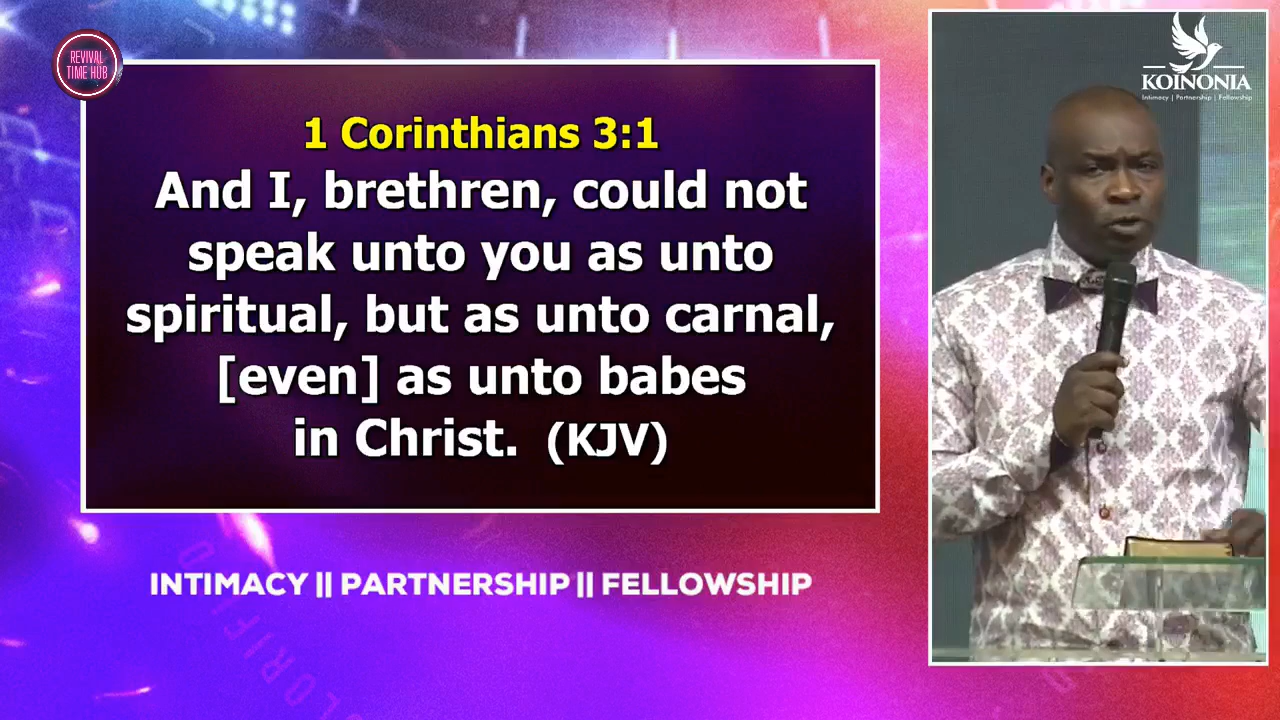 REVIVAL
TIME HUB
1 Corinthians 3:1
And I, brethren, could not
speak unto you as unto
spiritual, but as unto carnal,
[even] as unto babes
in Christ. (KJV)
INTIMACY || PARTNERSHIP || FELLOWSHIP
KOINONIA
Intimacy | Partnership | Fellowship